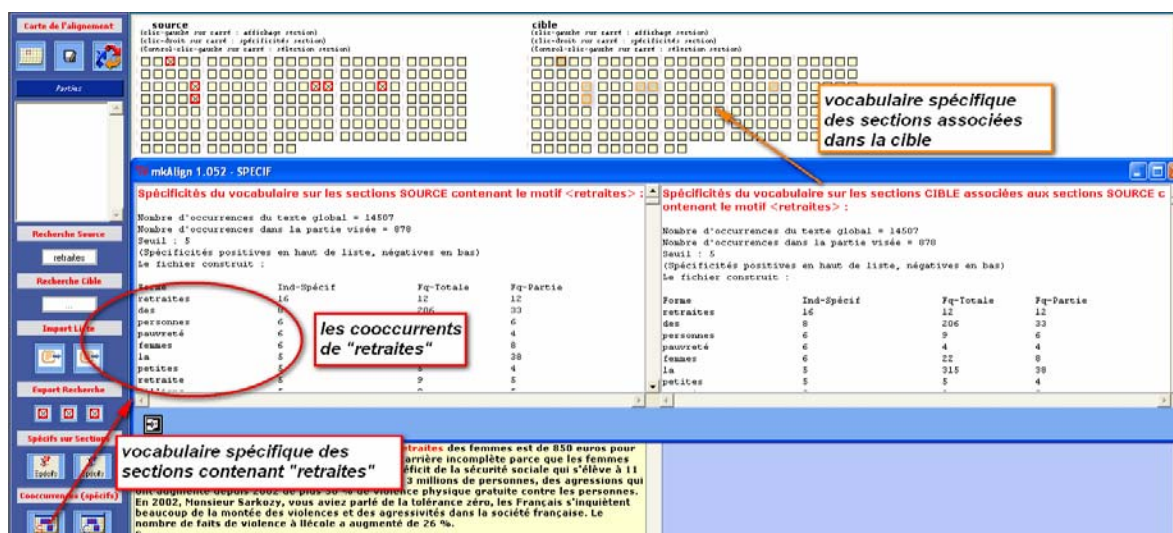 Carte de l'alignement
Parties
Recherche Source
retraites
Recherche Cible
...
Import Liste
Export Recherche
Spécifs sur Sections
Spécifs
Spécifs
Cooccurrences (spécifs)
source
(clic-gauche sur carré : affichage section)
(clic-droit sur carré : spécificités section)
(Control-clic-gauche sur carré : sélection section)
cible
(clic-gauche sur carré : affichage section)
(clic-droit sur carré : spécificités section)
(Control-clic-gauche sur carré : sélection section)
vocabulaire spécifique
des sections associées
dans la cible
mkAlign 1.052 - SPECIF
Spécificités du vocabulaire sur les sections SOURCE contenant le motif <retraites> :
Nombre d'occurrences du texte global = 14507
Nombre d'occurrences dans la partie visée = 878
Seuil : 5
(Spécificités positives en haut de liste, négatives en bas)
Le fichier construit :
Forme Ind-Spécif Fq-Totale Fq-Partie
retraites 16 12 12
des 8 206 33
personnes 6 6
pauvreté 6 4
femmes 6 8
la 5 38
petites 5 5 4
retraite 5 9 5
les cooccurrents
de "retraites"
Spécificités du vocabulaire sur les sections CIBLE associées aux sections SOURCE c
ontenant le motif <retraites> :
Nombre d'occurrences du texte global = 14507
Nombre d'occurrences dans la partie visée = 878
Seuil : 5
(Spécificités positives en haut de liste, négatives en bas)
Le fichier construit :
Forme Ind-Spécif Fq-Totale Fq-Partie
retraites 16 12 12
des 8 206 33
personnes 6 9 6
pauvreté 6 4 4
femmes 6 22 8
la 5 315 38
petites 5 5 4
vocabulaire spécifique des
sections contenant "retraites"
retraites des femmes est de 850 euros pour
arrière incomplète parce que les femmes
éficit de la sécurité sociale qui s'élève à 11
3 millions de personnes, des agressions qui
ont augmenté depuis 2002 de plus 30 % de violence physique gratuite contre les personnes.
En 2002, Monsieur Sarkozy, vous aviez parlé de la tolérance zéro, les Français s'inquiètent
beaucoup de la montée des violences et des agressivités dans la société française. Le
nombre de faits de violence à llécole a augmenté de 26 %.